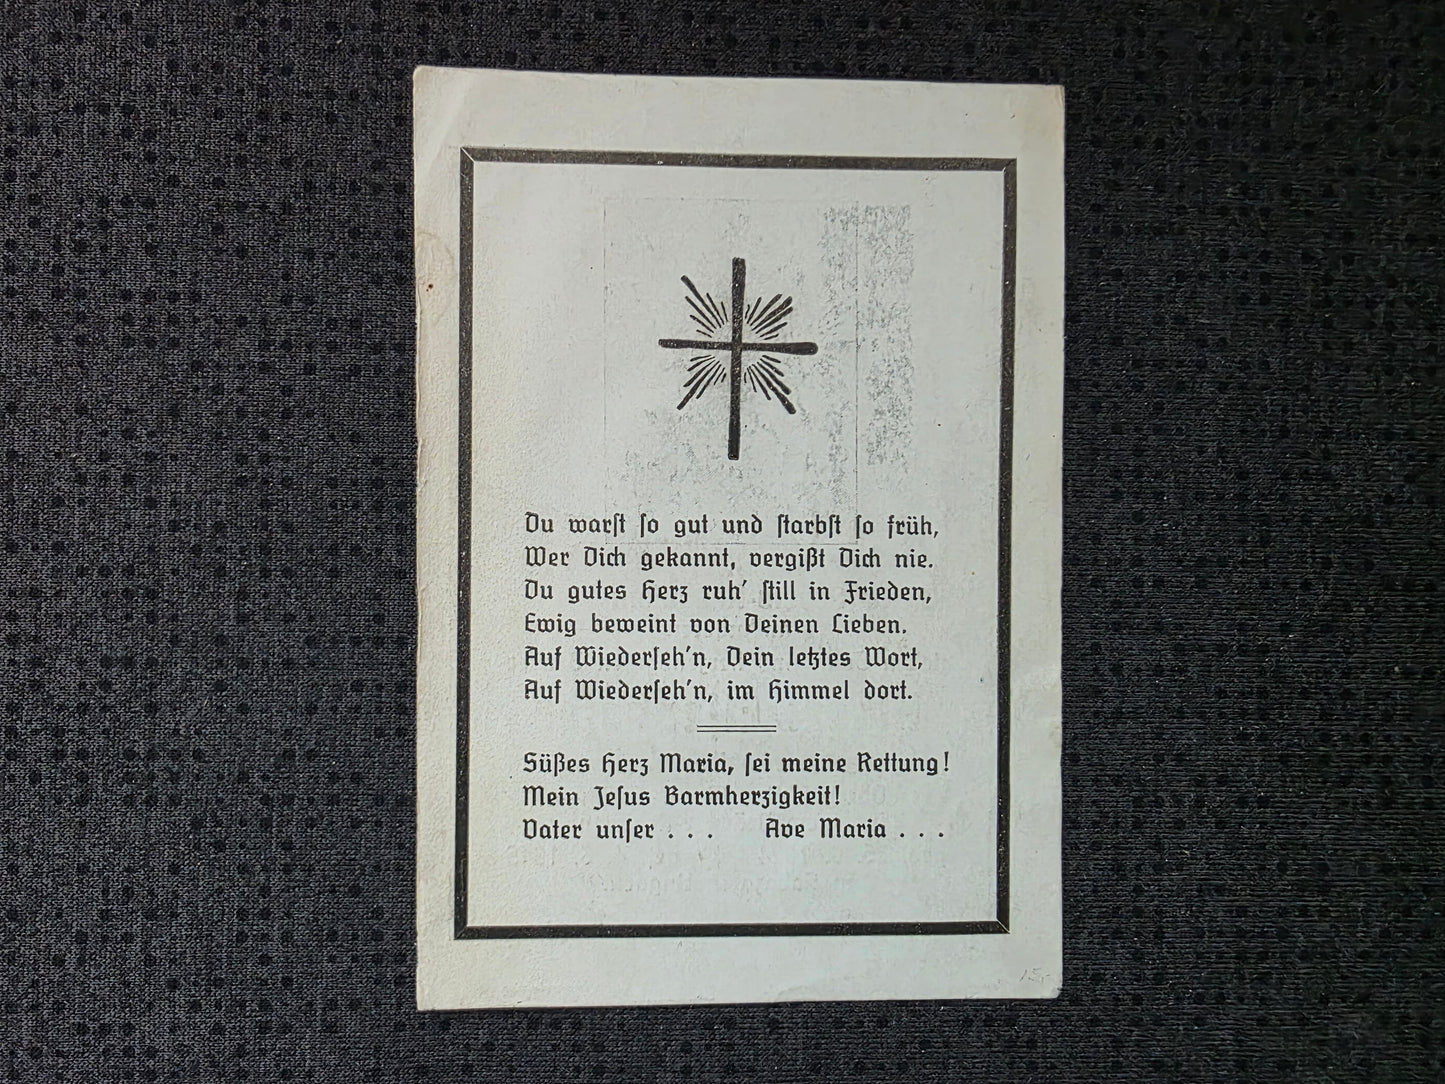 Du warst so gut und starbst so früh,
Wer Dich gekannt, vergißt Dich nie.
Du gutes Herz ruh' still in Frieden,
Ewig beweint von Deinen Lieben.
Auf Wiederseh'n, Dein letztes Wort,
Auf Wiederseh'n, im Himmel dort.
Süßes Herz Maria, sei meine Rettung!
Mein Jesus Barmherzigkeit!
Vater unser . . . Ave Maria . . .
15,-